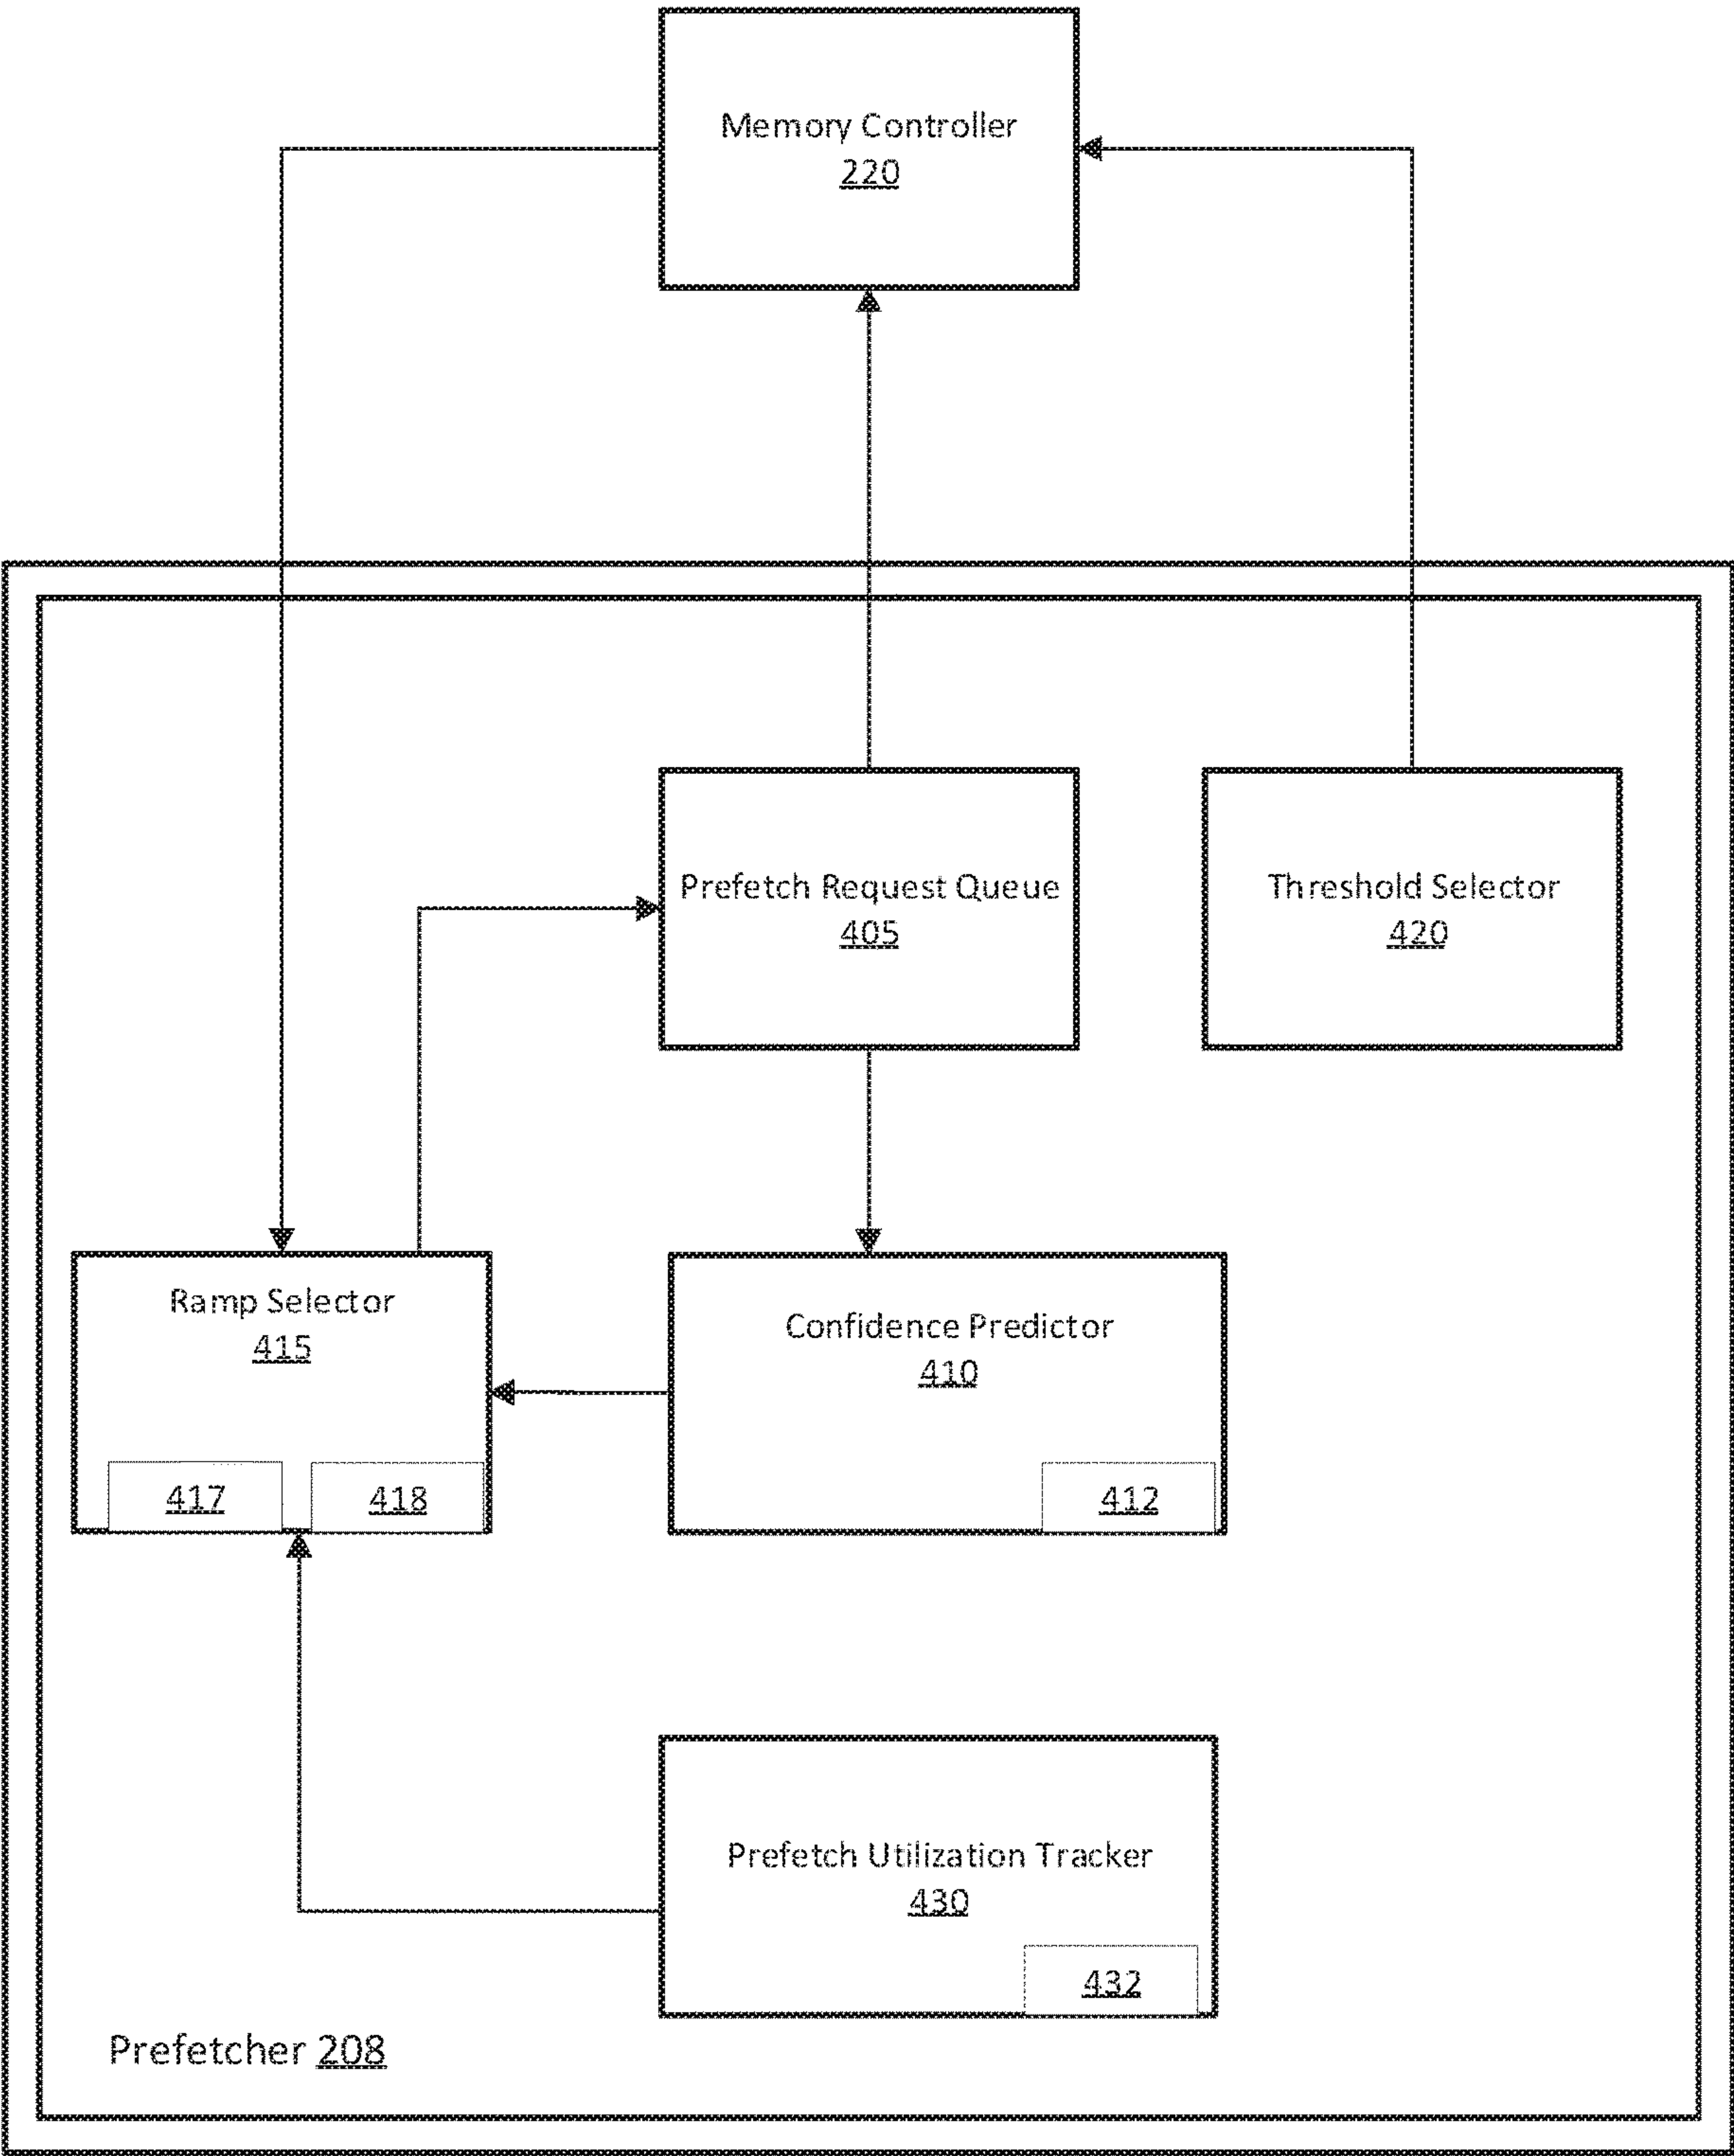 Memory Controller
220
Prefetch Request Queue
405
Threshold Selector
420
Ramp Selector
415
417
418
Confidence Predictor
410
412
Prefetch Utilization Tracker
430
432
Prefetcher 208